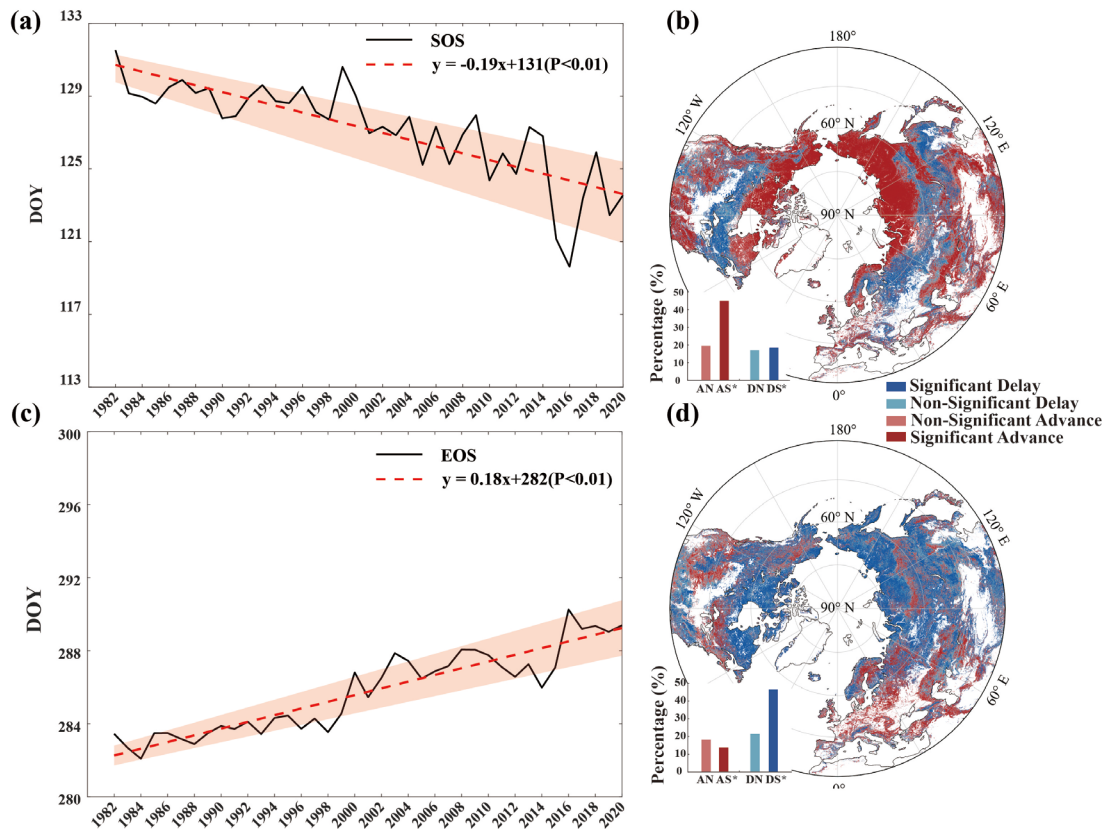 (a)
133
129
125
121
117
113
DOY
SOS
y = -0.19x+131(P<0.01)
1982
1984
1986
1988
1990
1992
1994
1996
1998
2000
2002
2004
2006
2008
2010
2012
2014
2016
2018
2020
(b)
180°
120° W
120° E
60° N
90° N
60° E
0°
Percentage (%)
50
40
30
20
10
0
AN AS* DN DS*
Significant Delay
Non-Significant Delay
Non-Significant Advance
Significant Advance
(c)
300
296
292
288
284
280
DOY
EOS
y = 0.18x+282(P<0.01)
1982
1984
1986
1988
1990
1992
1994
1996
1998
2000
2002
2004
2006
2008
2010
2012
2014
2016
2018
2020
(d)
180°
120° W
120° E
60° N
90° N
60° E
0°
Percentage (%)
50
40
30
20
10
0
AN AS* DN DS*